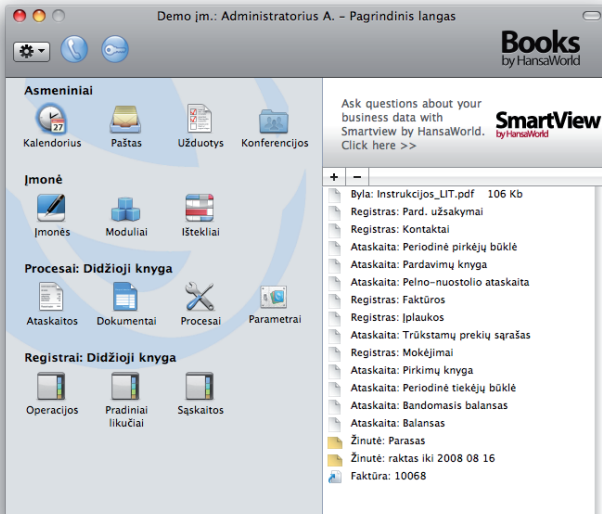 Demo įm.: Administratorius A. – Pagrindinis langas
Books
by HansaWorld
Asmeniniai
27
Kalendorius Paštas Užduotys Konferencijos
Įmonė
Įmonės Moduliai Ištekliai
Procesai: Didžioji knyga
Ataskaitos Dokumentai Procesai Parametrai
Registrai: Didžioji knyga
Operacijos Pradiniai likučiai Sąskaitos
Ask questions about your
business data with
Smartview by HansaWorld.
Click here >>
SmartView
by HansaWorld
+ −
Byla: Instrukcijos_LIT.pdf 106 Kb
Registras: Pard. užsakymai
Registras: Kontaktai
Ataskaita: Periodinė pirkėjų būklė
Ataskaita: Pardavimų knyga
Ataskaita: Pelno-nuostolio ataskaita
Registras: Faktūros
Registras: Įplaukos
Ataskaita: Trūkstamų prekių sąrašas
Registras: Mokėjimai
Ataskaita: Pirkimų knyga
Ataskaita: Periodinė tiekėjų būklė
Ataskaita: Bandomasis balansas
Ataskaita: Balansas
Žinutė: Parasas
Žinutė: raktas iki 2008 08 16
Faktūra: 10068